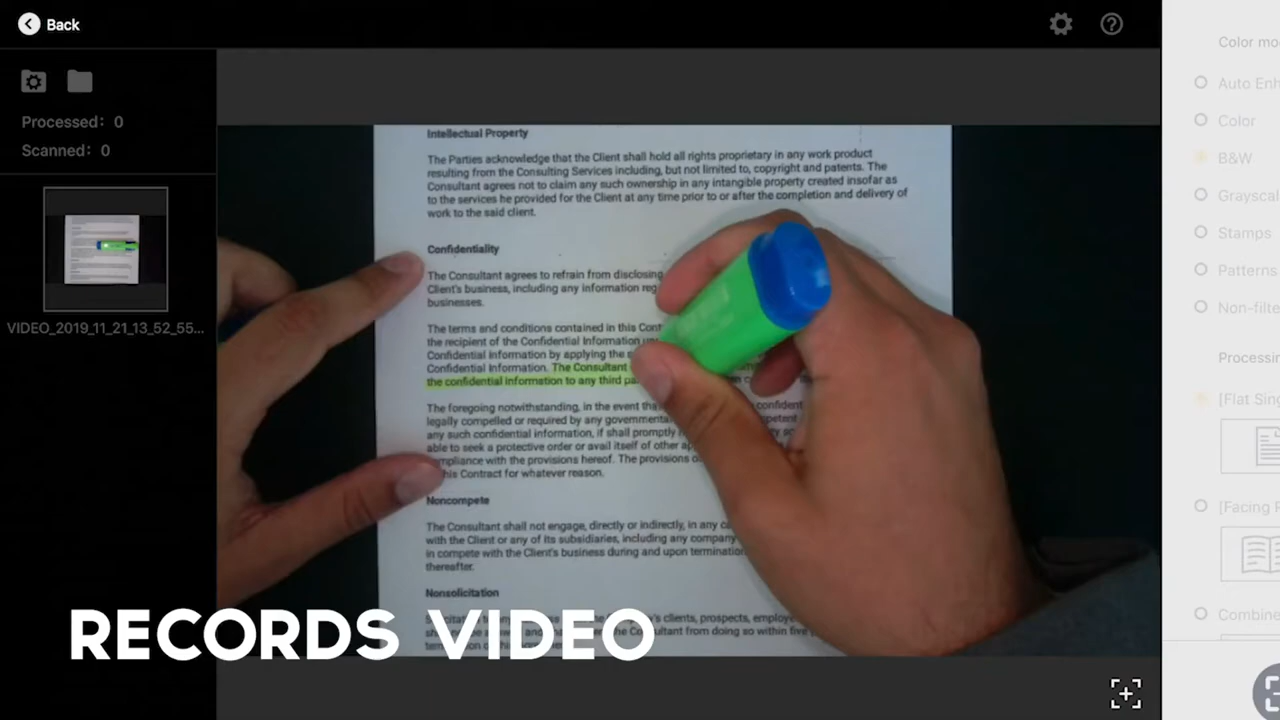 Back
Processed: 0
Scanned: 0
VIDEO_2019_11_21_13_52_55...
Intellectual Property
The Parties acknowledge that the Client shall hold all rights proprietary in any work product
resulting from the Consulting Services including, but not limited to, copyright and patents. The
Consultant agrees not to claim any such ownership in any intangible property created insofar as
to the services he provided for the Client at any time prior to or after the completion and delivery of
work to the said client.
Confidentiality
The Consultant agrees to refrain from disclosing
Client's business, including any information
businesses.
The terms and conditions contained in this
the recipient of the Confidential Information
Confidential Information by applying the
Confidential Information. The Consultant
the confidential information to any third
The foregoing notwithstanding, in the event
confident
legally compelled or required by any
any such confidential information, if shall promptly
able to seek a protective order or avail itself of other
compliance with the provisions hereof. The provisions
this Contract for whatever reason.
Noncompete
The Consultant shall not engage, directly or indirectly, in any
with the Client or any of its subsidiaries, including any company
in compete with the Client's business during and upon termination
thereafter.
Nonsolicitation
clients, prospects,
from doing so within five
RECORDS VIDEO
Color mo
Auto Enh
Color
B&W
Grayscal
Stamps
Patterns
Non-filte
Processin
[Flat Sing
[Facing P
Combine